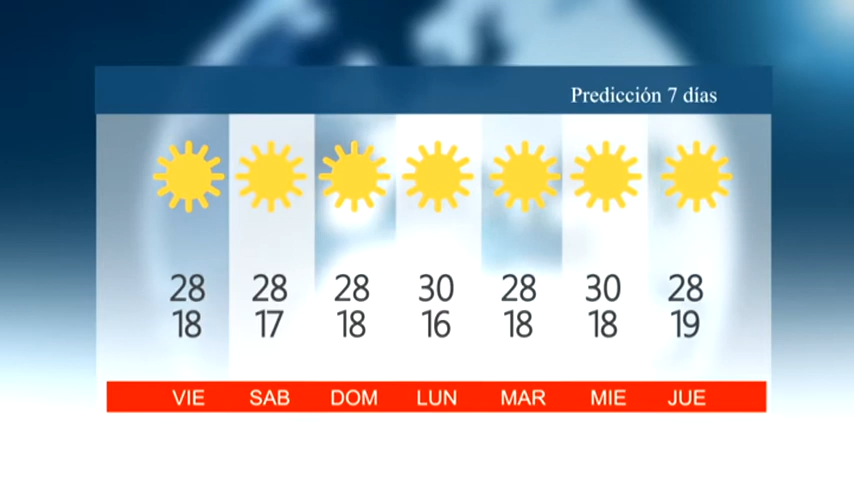 Predicción 7 días
28 28 28 30 28 30 28
18 17 18 16 18 18 19
VIE SAB DOM LUN MAR MIE JUE